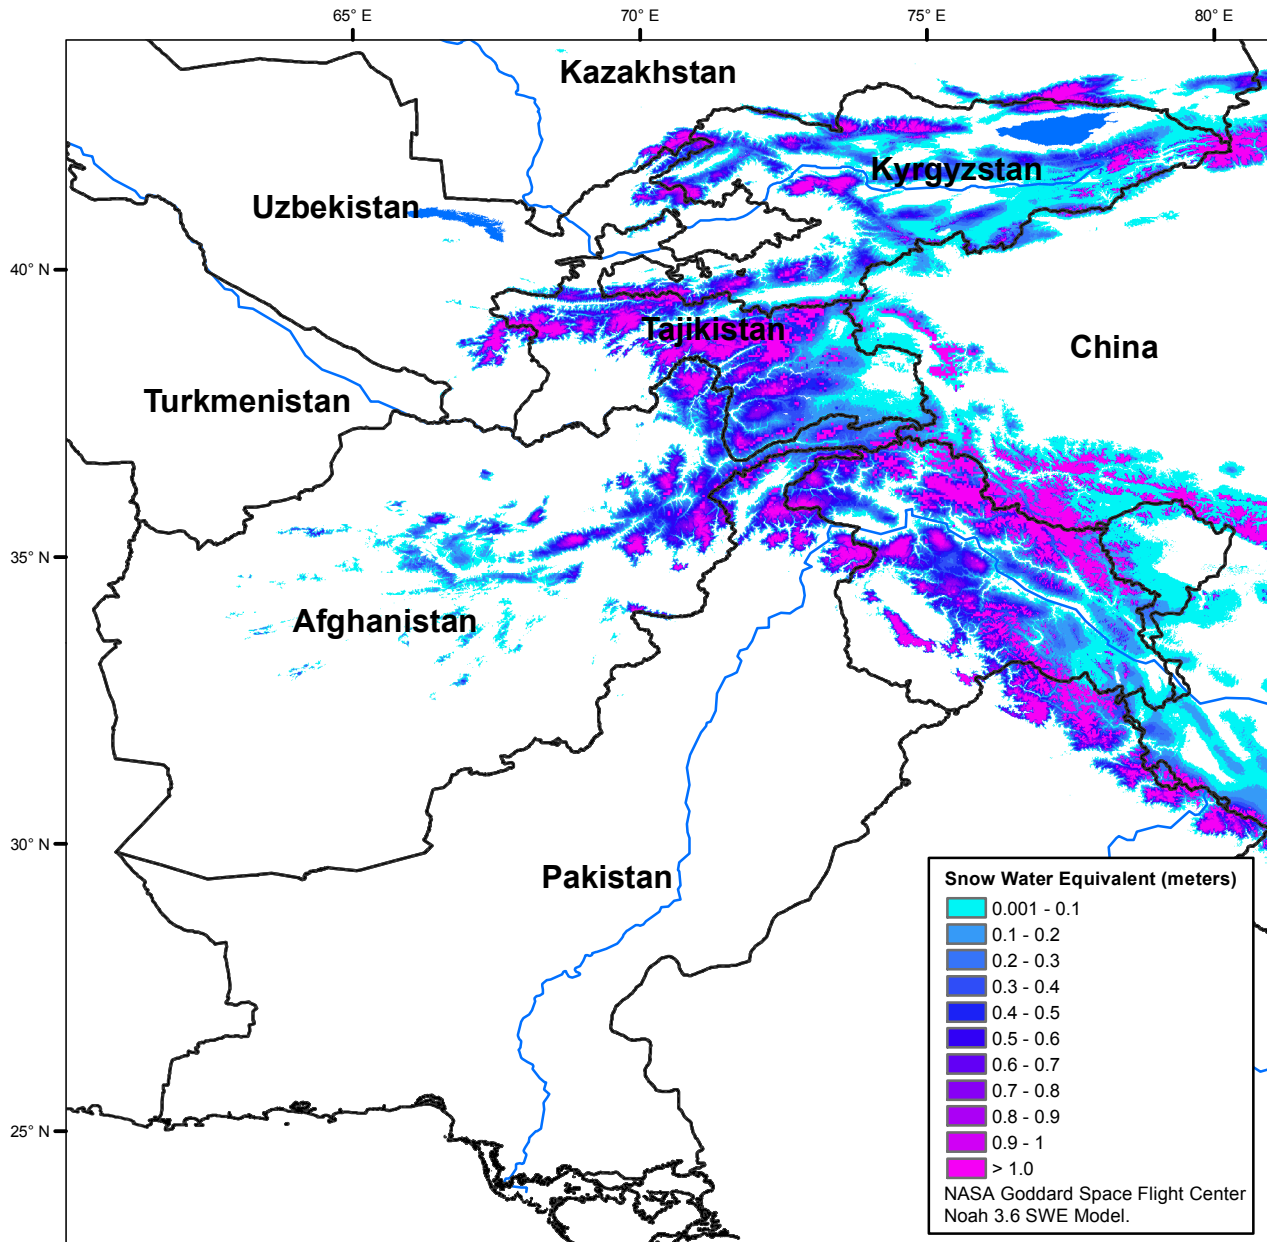 65° E
70° E
75° E
80° E
Kazakhstan
Kyrgyzstan
Uzbekistan
40° N
Tajikistan
China
Turkmenistan
35° N
Afghanistan
30° N
Pakistan
Snow Water Equivalent (meters)
0.001 - 0.1
0.1 - 0.2
0.2 - 0.3
0.3 - 0.4
0.4 - 0.5
0.5 - 0.6
0.6 - 0.7
0.7 - 0.8
0.8 - 0.9
0.9 - 1
> 1.0
25° N
NASA Goddard Space Flight Center
Noah 3.6 SWE Model.